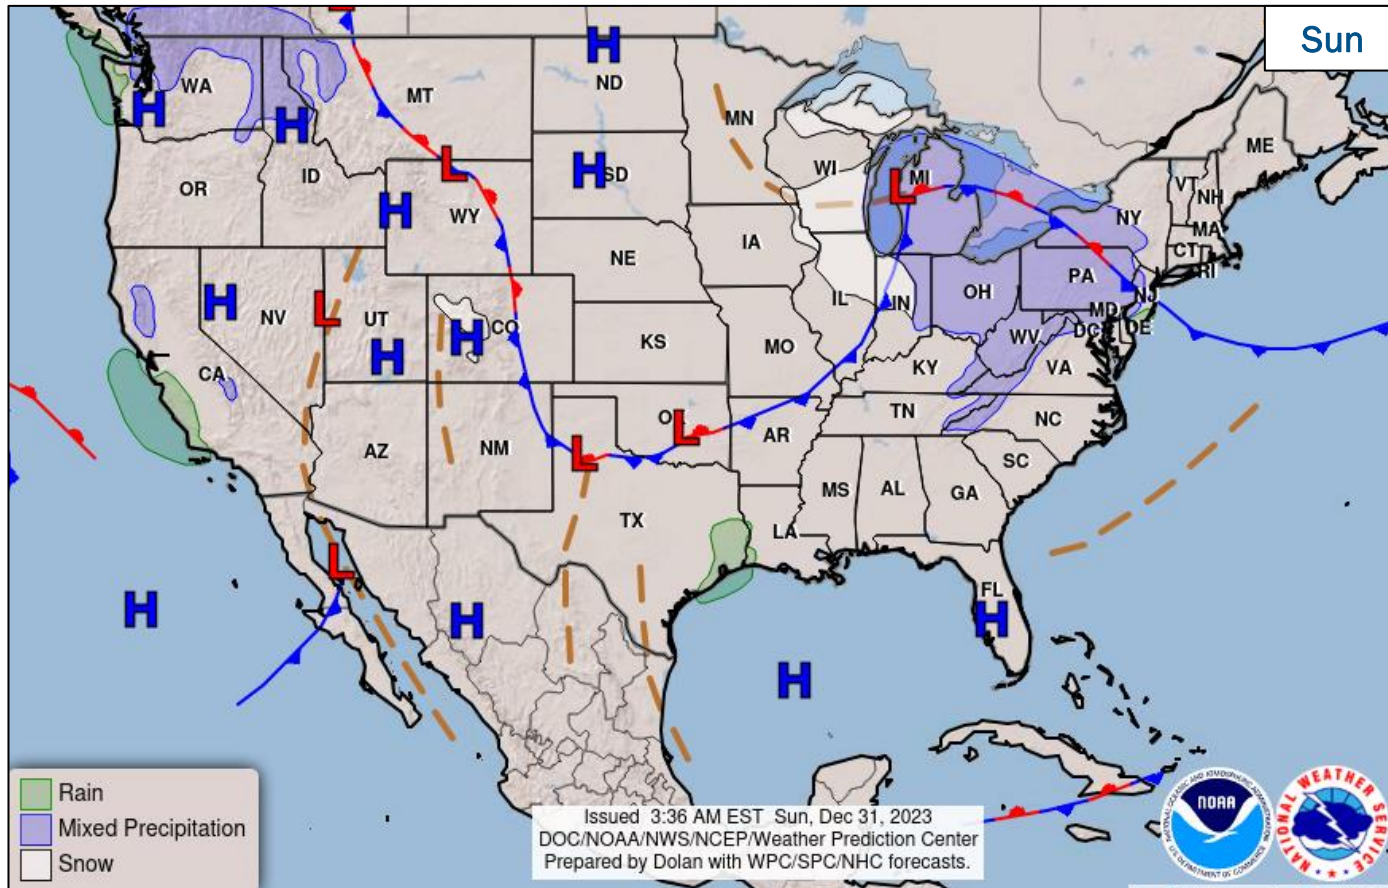 Sun
H
ND
WA
H
H
MT
MN
ME
L
H
SD
WI
L
MI
VT
NH
OR
ID
H
WY
NY
MA
CT
RI
NE
IA
PA
H
NV
L
UT
H
H
CO
IL
IN
OH
NJ
MD
DC
DE
WV
VA
KS
MO
KY
CA
TN
NC
L
AR
AZ
NM
L
SC
MS
AL
GA
TX
LA
L
FL
H
H
H
H
Rain
Mixed Precipitation
Snow
Issued 3:36 AM EST Sun, Dec 31, 2023
DOC/NOAA/NWS/NCEP/Weather Prediction Center
Prepared by Dolan with WPC/SPC/NHC forecasts.
NOAA
NATIONAL WEATHER SERVICE